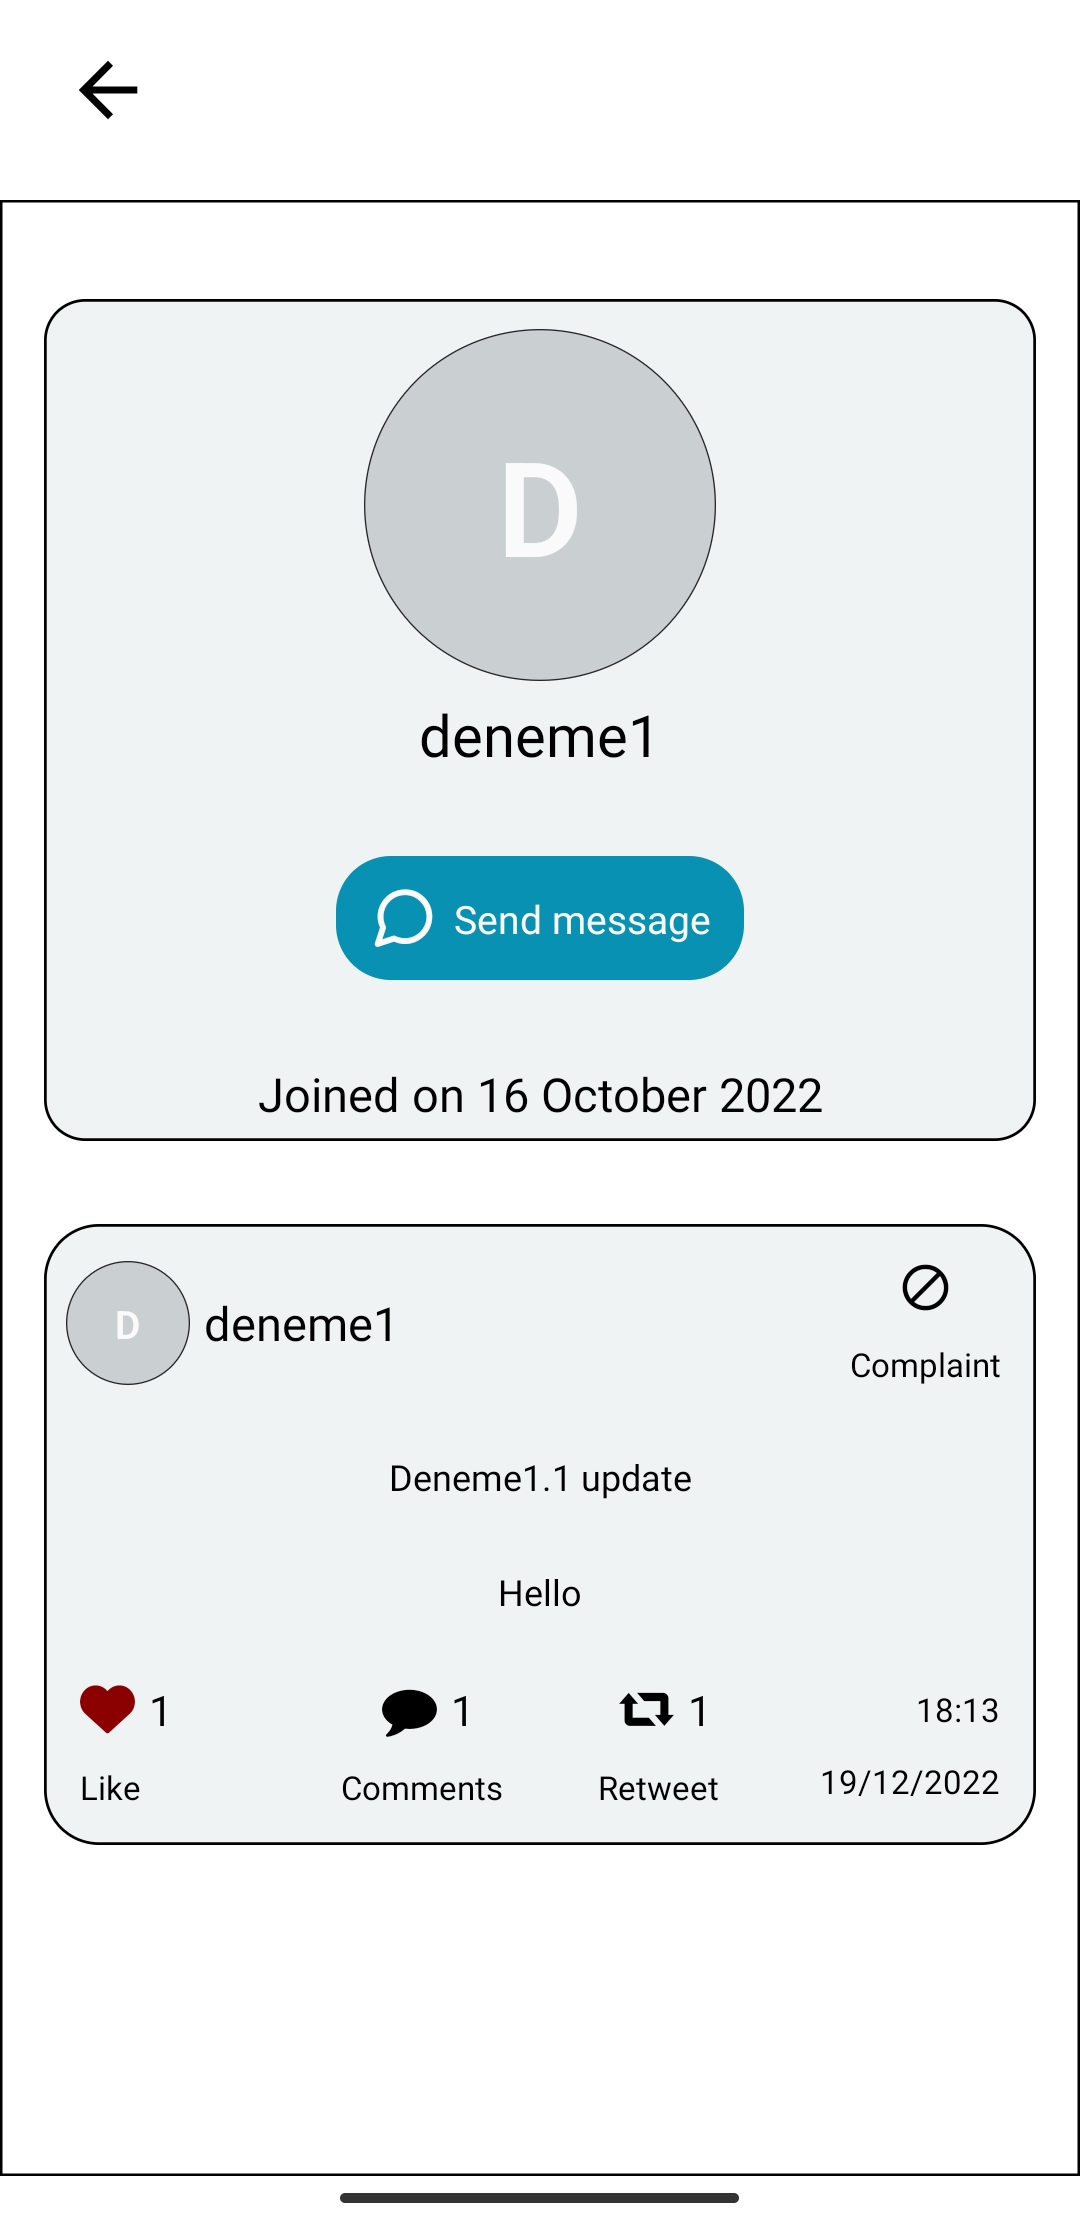 D
deneme1
Send message
Joined on 16 October 2022
D
deneme1
Complaint
Deneme1.1 update
Hello
1 1 1 18:13
Like Comments Retweet 19/12/2022